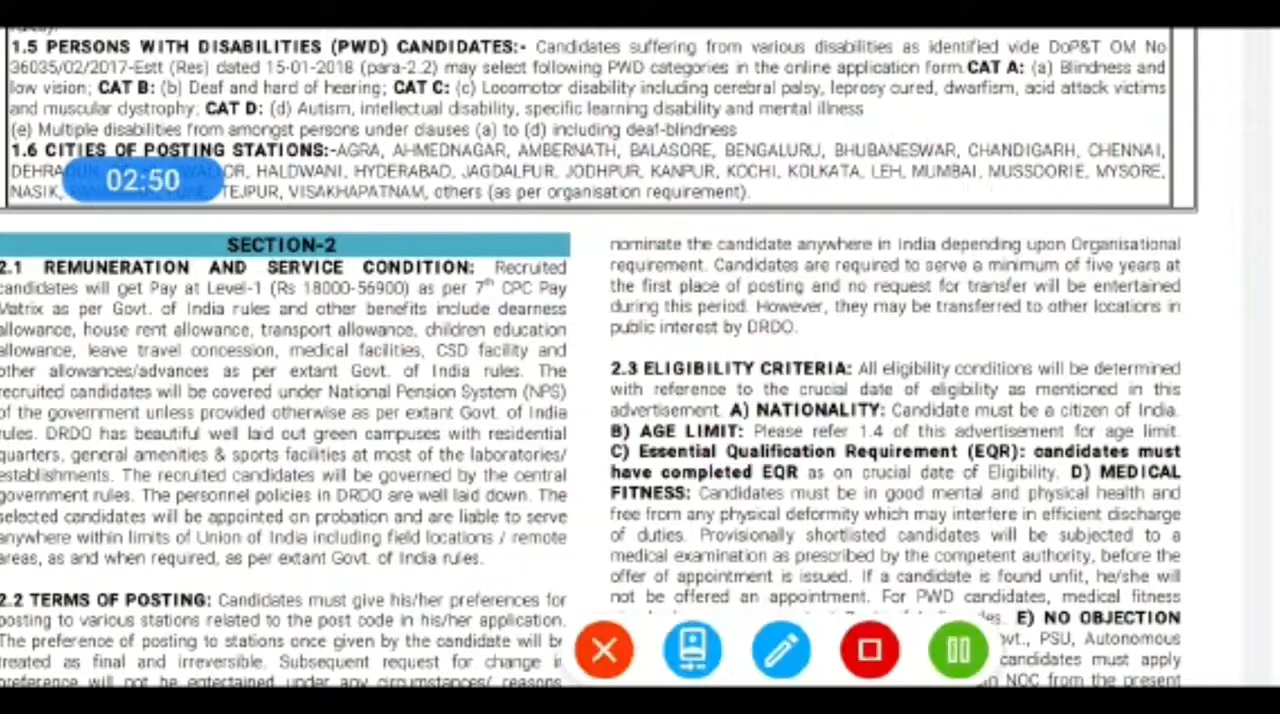 1.5 PERSONS WITH DISABILITIES (PWD) CANDIDATES:- Candidates suffering from various disabilities as identified vide DoP&T OM No
36035/02/2017-Estt (Res) dated 15-01-2018 (para-2.2) may select following PWD categories in the online application form.CAT A: (a) Blindness and
low vision; CAT B: (b) Deaf and hard of hearing; CAT C: (c) Locomotor disability including cerebral palsy, leprosy cured, dwarfism, acid attack victims
and muscular dystrophy; CAT D: (d) Autism, intellectual disability, specific learning disability and mental illness
(e) Multiple disabilities from amongst persons under clauses (a) to (d) including deaf-blindness
1.6 CITIES OF POSTING STATIONS:-AGRA, AHMEDNAGAR, AMBERNATH, BALASORE, BENGALURU, BHUBANESWAR, CHANDIGARH, CHENNAI,
HALDWANI, HYDERABAD, JAGDALPUR, JODHPUR, KANPUR, KOCHI, KOLKATA, LEH, MUMBAI, MUSSOORIE, MYSORE,
02:50
NASIK, TEJPUR, VISAKHAPATNAM, others (as per organisation requirement).
SECTION-2
2.1 REMUNERATION AND SERVICE CONDITION: Recruited
candidates will get Pay at Level-1 (Rs 18000-56900) as per 7th CPC Pay
Matrix as per Govt. of India rules and other benefits include dearness
allowance, house rent allowance, transport allowance, children education
allowance, leave travel concession, medical facilities, CSD facility and
other allowances/advances as per extant Govt. of India rules. The
recruited candidates will be covered under National Pension System (NPS)
of the government unless provided otherwise as per extant Govt. of India
rules. DRDO has beautiful well laid out green campuses with residential
quarters, general amenities & sports facilities at most of the laboratories/
establishments. The recruited candidates will be governed by the central
government rules. The personnel policies in DRDO are well laid down. The
selected candidates will be appointed on probation and are liable to serve
anywhere within limits of Union of India including field locations / remote
areas, as and when required, as per extant Govt. of India rules.
2.2 TERMS OF POSTING: Candidates must give his/her preferences for
posting to various stations related to the post code in his/her application.
The preference of posting to stations once given by the candidate will be
treated as final and irreversible. Subsequent request for change in
preference will not be entertained under any circumstances/ reasons.
nominate the candidate anywhere in India depending upon Organisational
requirement. Candidates are required to serve a minimum of five years at
the first place of posting and no request for transfer will be entertained
during this period. However, they may be transferred to other locations in
public interest by DRDO.
2.3 ELIGIBILITY CRITERIA: All eligibility conditions will be determined
with reference to the crucial date of eligibility as mentioned in this
advertisement. A) NATIONALITY: Candidate must be a citizen of India.
B) AGE LIMIT: Please refer 1.4 of this advertisement for age limit.
C) Essential Qualification Requirement (EQR): candidates must
have completed EQR as on crucial date of Eligibility. D) MEDICAL
FITNESS: Candidates must be in good mental and physical health and
free from any physical deformity which may interfere in efficient discharge
of duties. Provisionally shortlisted candidates will be subjected to a
medical examination as prescribed by the competent authority, before the
offer of appointment is issued. If a candidate is found unfit, he/she will
not be offered an appointment. For PWD candidates, medical fitness
E) NO OBJECTION
PSU, Autonomous
candidates must apply
NOC from the present